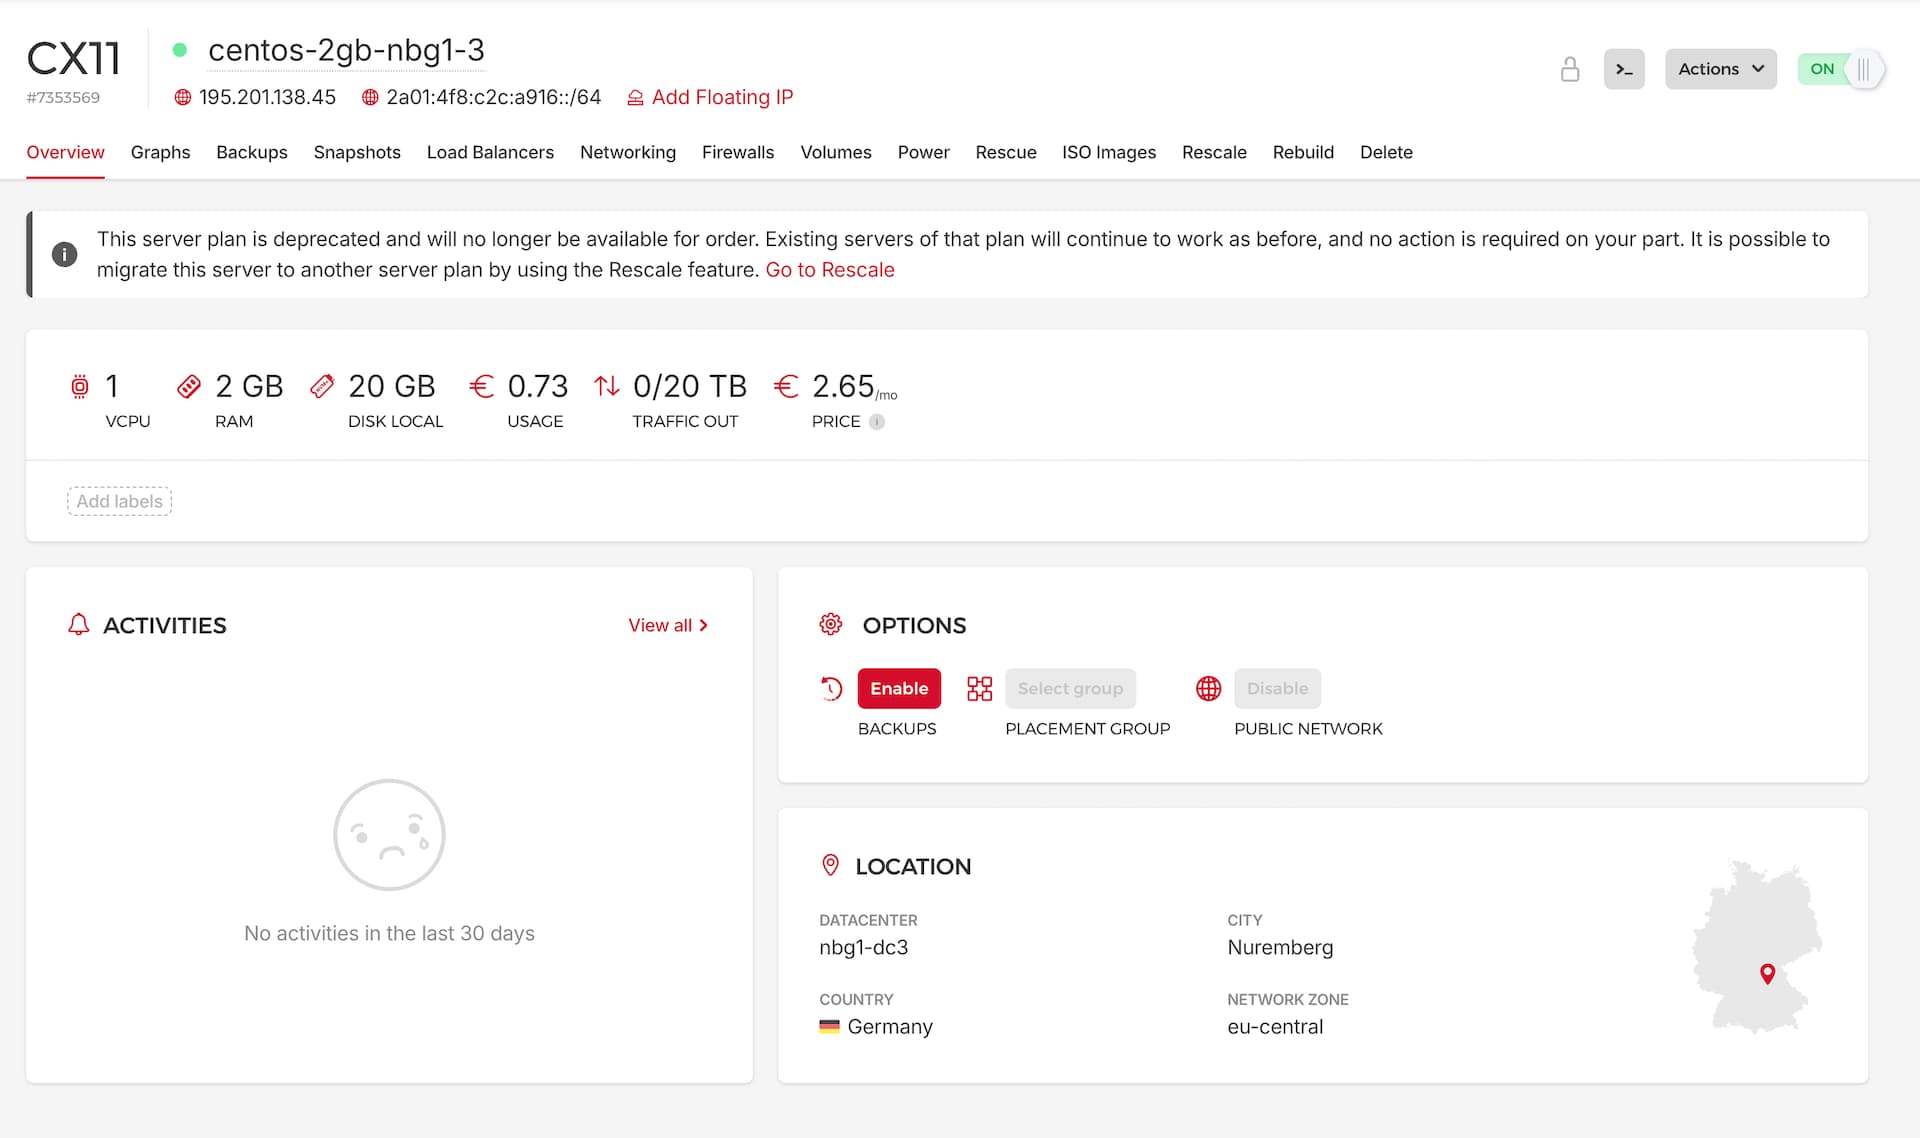 CX11
#7353569
centos-2gb-nbg1-3
195.201.138.45 2a01:4f8:c2c:a916::/64 Add Floating IP
>_ Actions ON
Overview Graphs Backups Snapshots Load Balancers Networking Firewalls Volumes Power Rescue ISO Images Rescale Rebuild Delete
This server plan is deprecated and will no longer be available for order. Existing servers of that plan will continue to work as before, and no action is required on your part. It is possible to
migrate this server to another server plan by using the Rescale feature. Go to Rescale
1 2 GB 20 GB € 0.73 0/20 TB € 2.65/mo
VCPU RAM DISK LOCAL USAGE TRAFFIC OUT PRICE
Add labels
ACTIVITIES View all
No activities in the last 30 days
OPTIONS
Enable Select group Disable
BACKUPS PLACEMENT GROUP PUBLIC NETWORK
LOCATION
DATACENTER CITY
nbg1-dc3 Nuremberg
COUNTRY NETWORK ZONE
Germany eu-central